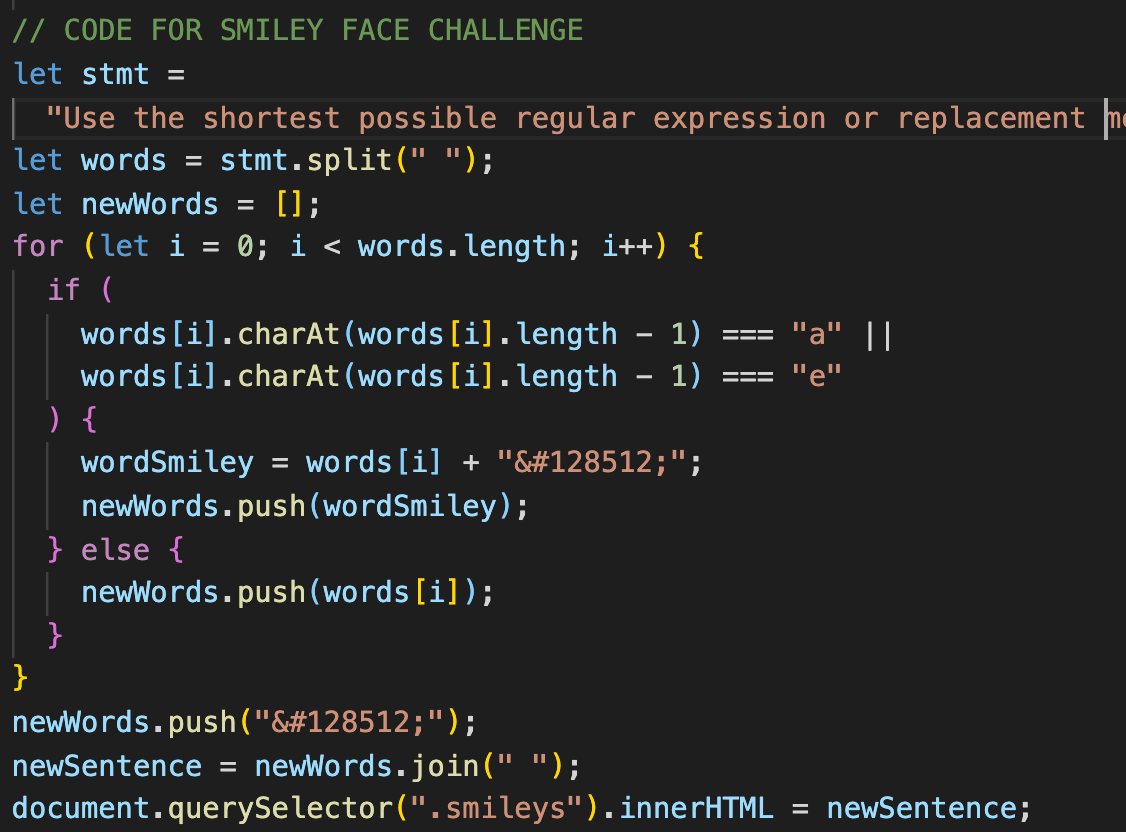 // CODE FOR SMILEY FACE CHALLENGE
let stmt =
"Use the shortest possible regular expression or replacement
let words = stmt.split(" ");
let newWords = [];
for (let i = 0; i < words.length; i++) {
if (
words[i].charAt(words[i].length - 1) === "a" ||
words[i].charAt(words[i].length - 1) === "e"
) {
wordSmiley = words[i] + "&#128512;";
newWords.push(wordSmiley);
} else {
newWords.push(words[i]);
}
}
newWords.push("&#128512;");
newSentence = newWords.join(" ");
document.querySelector(".smileys").innerHTML = newSentence;